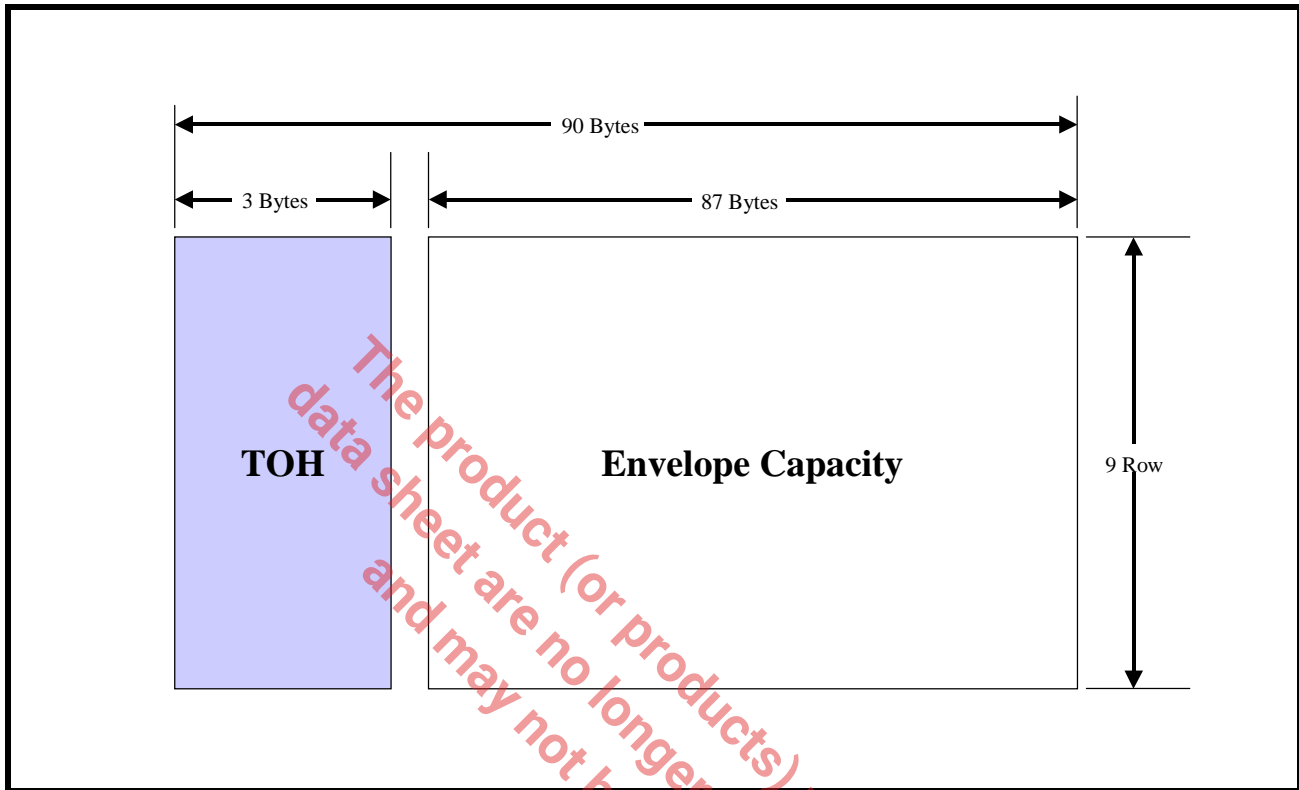 90 Bytes
3 Bytes
87 Bytes
TOH
Envelope Capacity
9 Row
The product (or products)
data sheet are no longer
and may not b